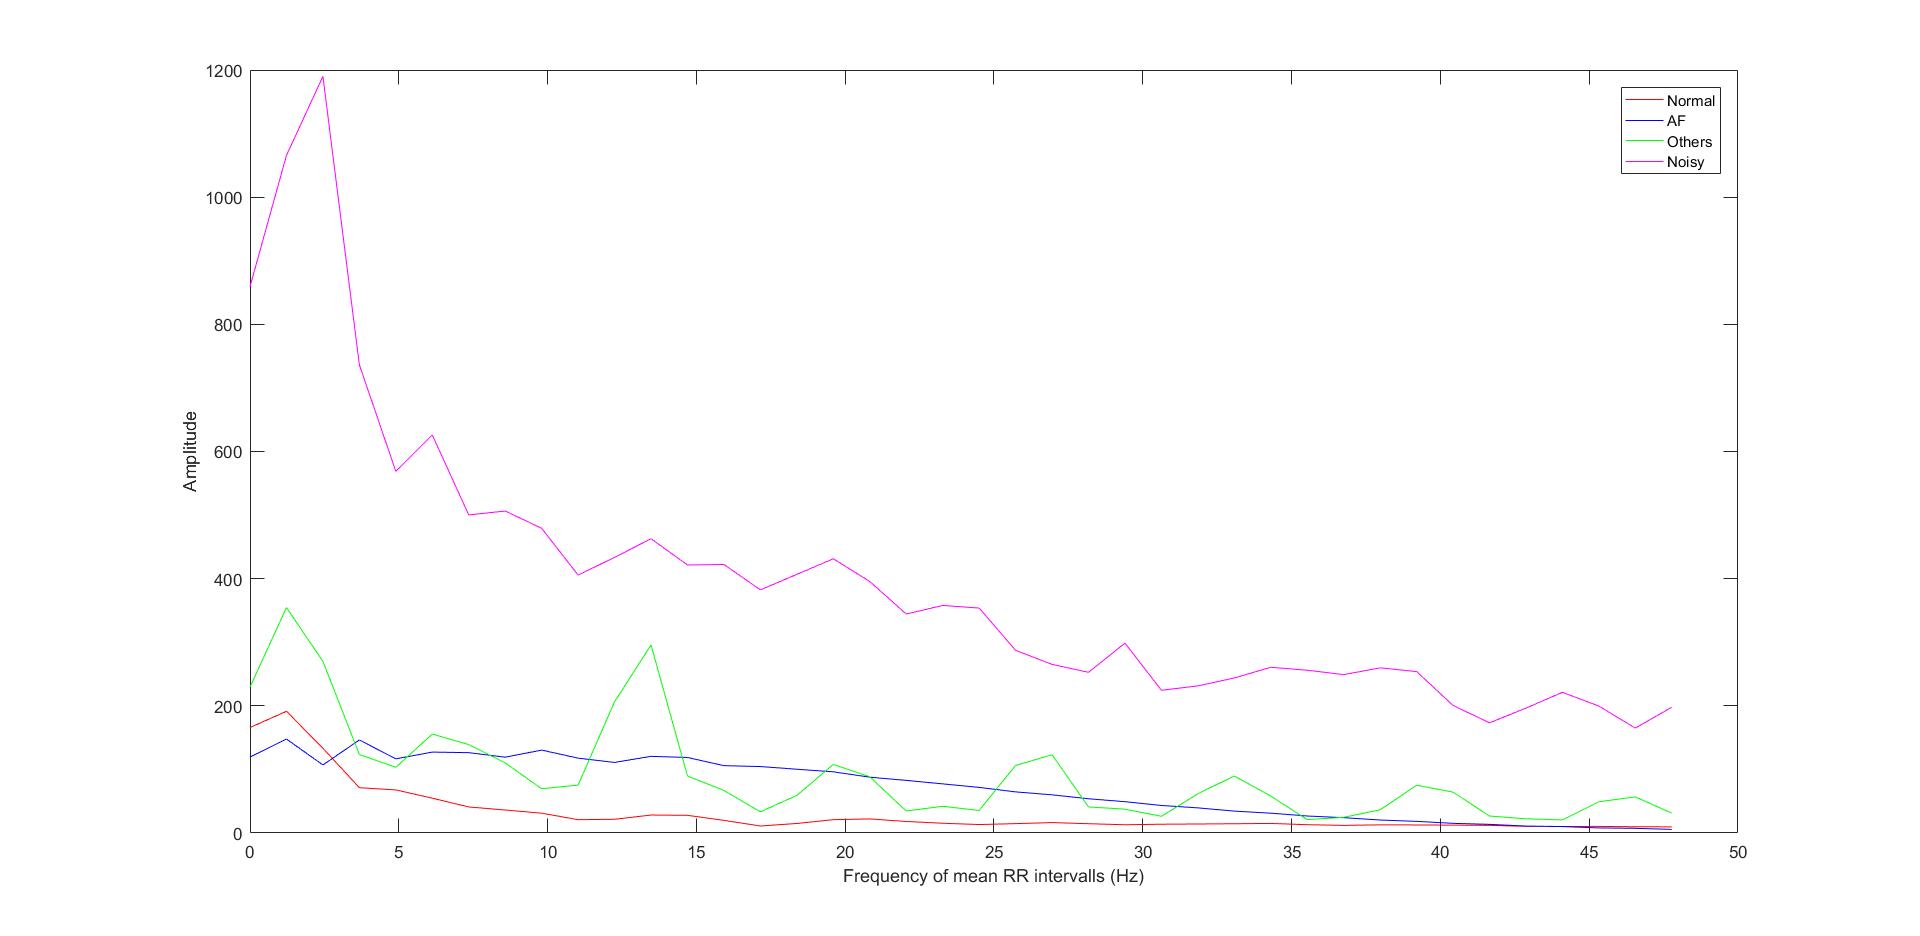 1200
1000
800
600
400
200
0
Amplitude
0 5 10 15 20 25 30 35 40 45 50
Frequency of mean RR intervalls (Hz)
Normal
AF
Others
Noisy